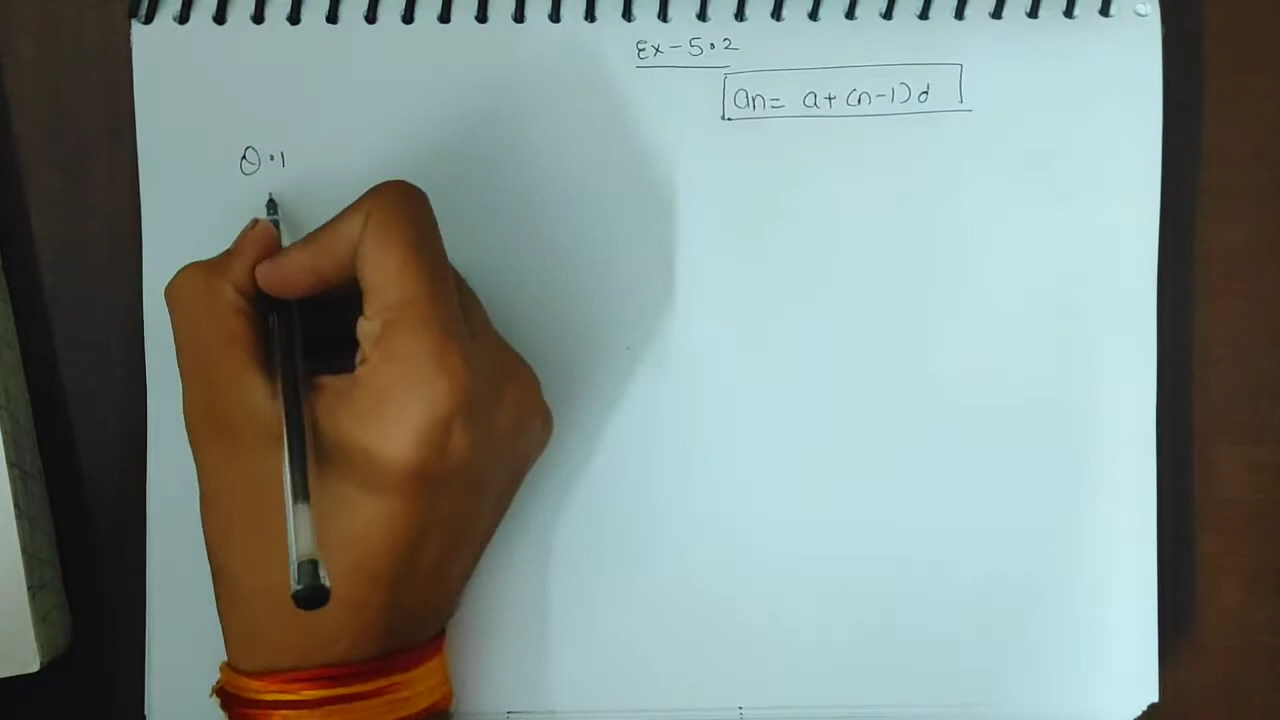 Ex-5.2
an= a+(n-1)d
Q.1